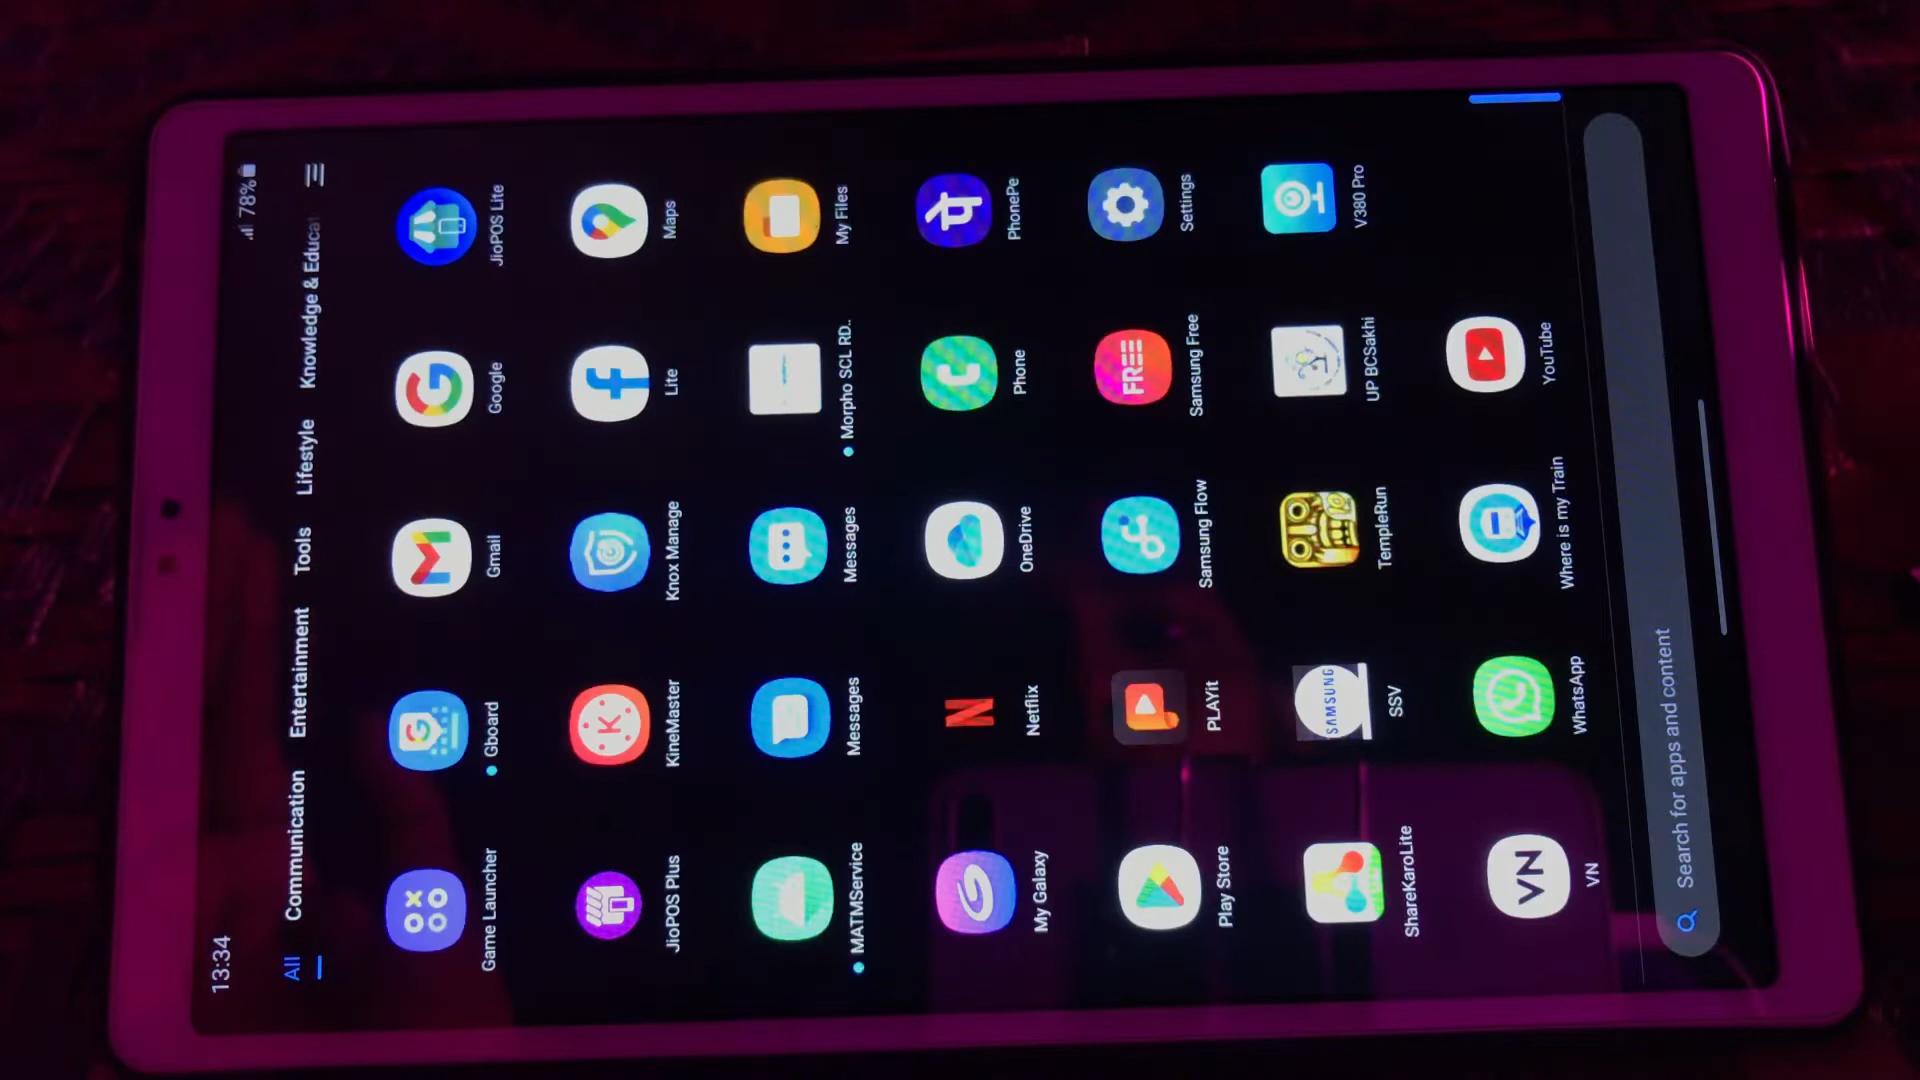 13:34 78%
All Communication Entertainment Tools Lifestyle Knowledge & Educa
Game Launcher Gboard Gmail Google JioPOS Lite
JioPOS Plus KineMaster Knox Manage Lite Maps
MATMService Messages Messages Morpho SCL RD.. My Files
My Galaxy Netflix OneDrive Phone PhonePe
FREE
Play Store PLAYit Samsung Flow Samsung Free Settings
SAMSUNG
ShareKaroLite SSV TempleRun UP BCSakhi V380 Pro
VN
VN WhatsApp Where is my Train YouTube
Search for apps and content